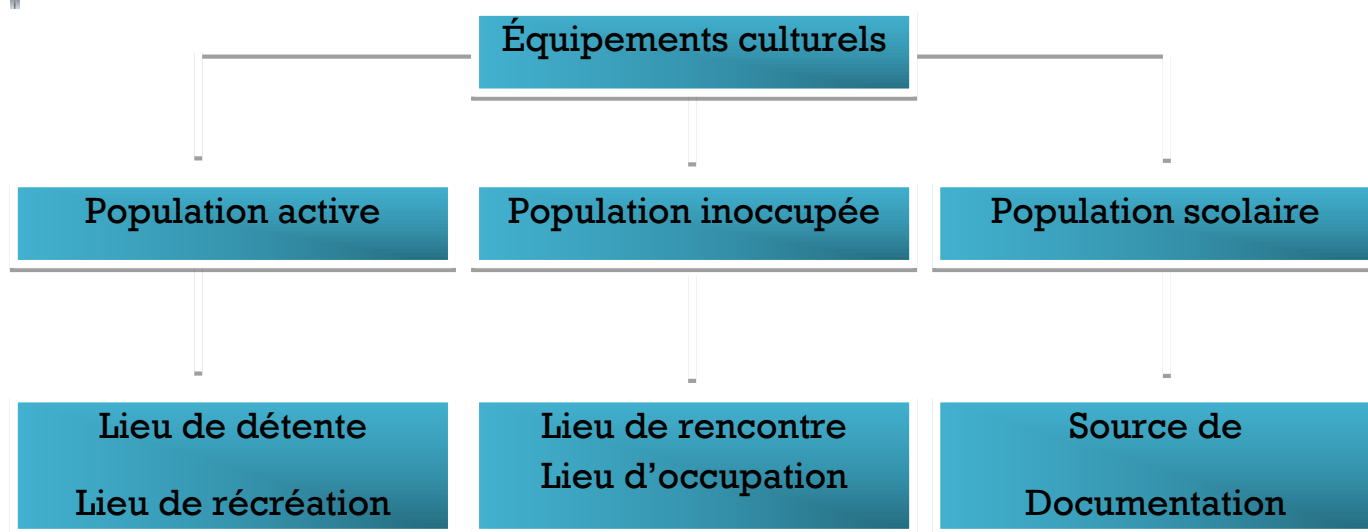 Équipements culturels
Population active
Population inoccupée
Population scolaire
Lieu de détente
Lieu de récréation
Lieu de rencontre
Lieu d’occupation
Source de
Documentation